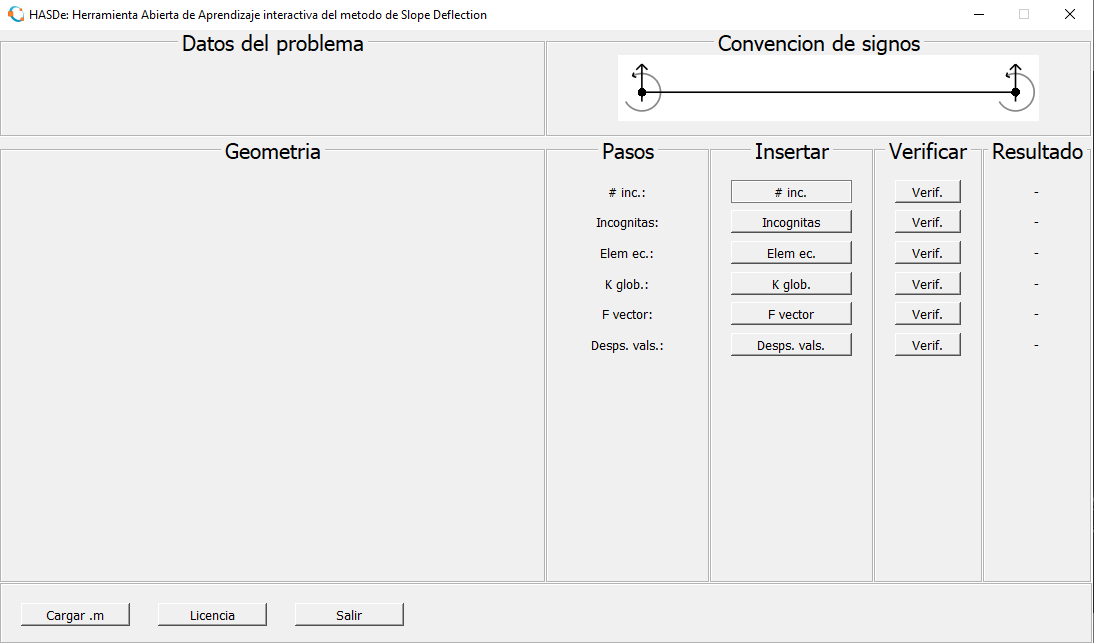 HASDe: Herramienta Abierta de Aprendizaje interactiva del metodo de Slope Deflection
Datos del problema
Convencion de signos
Geometria
Pasos
Insertar
Verificar
Resultado
# inc.:
# inc.
Verif.
-
Incognitas:
Incognitas
Verif.
-
Elem ec.:
Elem ec.
Verif.
-
K glob.:
K glob.
Verif.
-
F vector:
F vector
Verif.
-
Desps. vals.:
Desps. vals.
Verif.
-
Cargar .m
Licencia
Salir